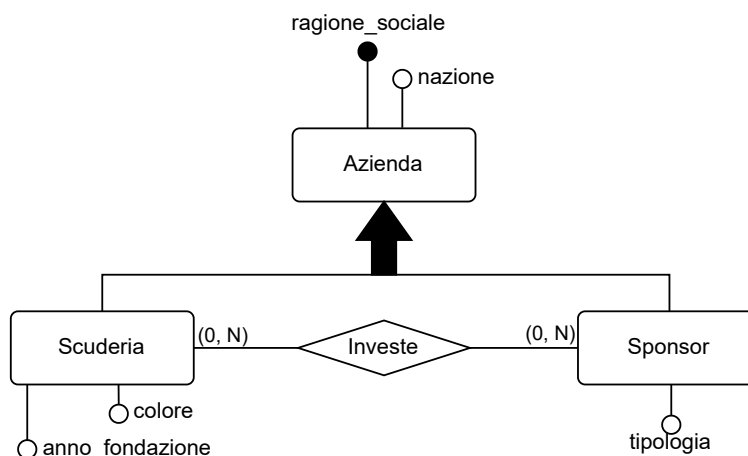 ragione_sociale
nazione
Azienda
Scuderia
(0, N)
Investe
(0, N)
Sponsor
colore
anno_fondazione
tipologia